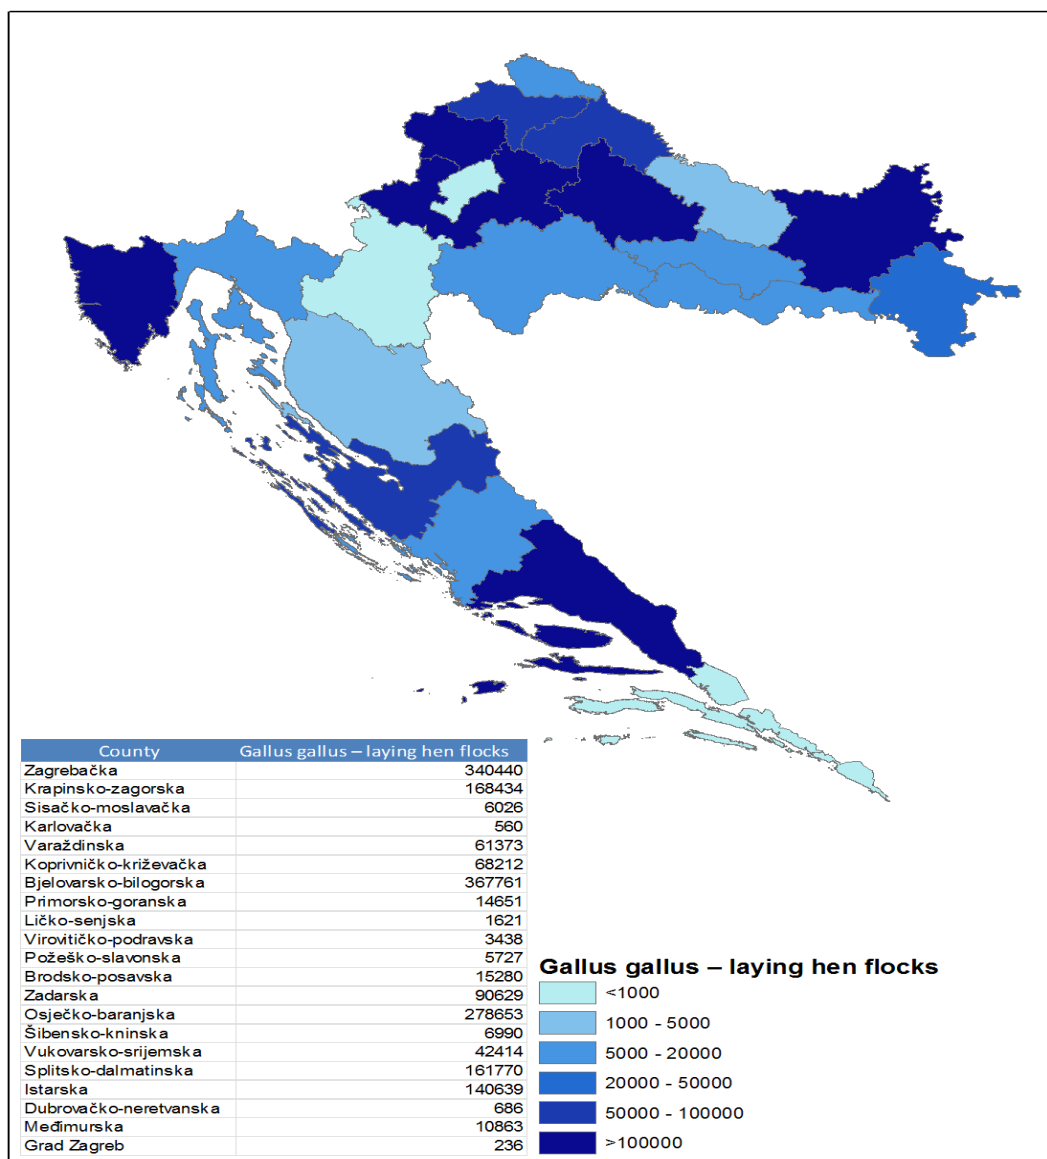 County Gallus gallus – laying hen flocks
Zagrebačka 340440
Krapinsko-zagorska 168434
Sisačko-moslavačka 6026
Karlovačka 560
Varaždinska 61373
Koprivničko-križevačka 68212
Bjelovarsko-bilogorska 367761
Primorsko-goranska 14651
Ličko-senjska 1621
Virovitičko-podravska 3438
Požeško-slavonska 5727
Brodsko-posavska 15280
Zadarska 90629
Osječko-baranjska 278653
Šibensko-kninska 6990
Vukovarsko-srijemska 42414
Splitsko-dalmatinska 161770
Istarska 140639
Dubrovačko-neretvanska 686
Međimurska 10863
Grad Zagreb 236
Gallus gallus – laying hen flocks
<1000
1000 - 5000
5000 - 20000
20000 - 50000
50000 - 100000
>100000